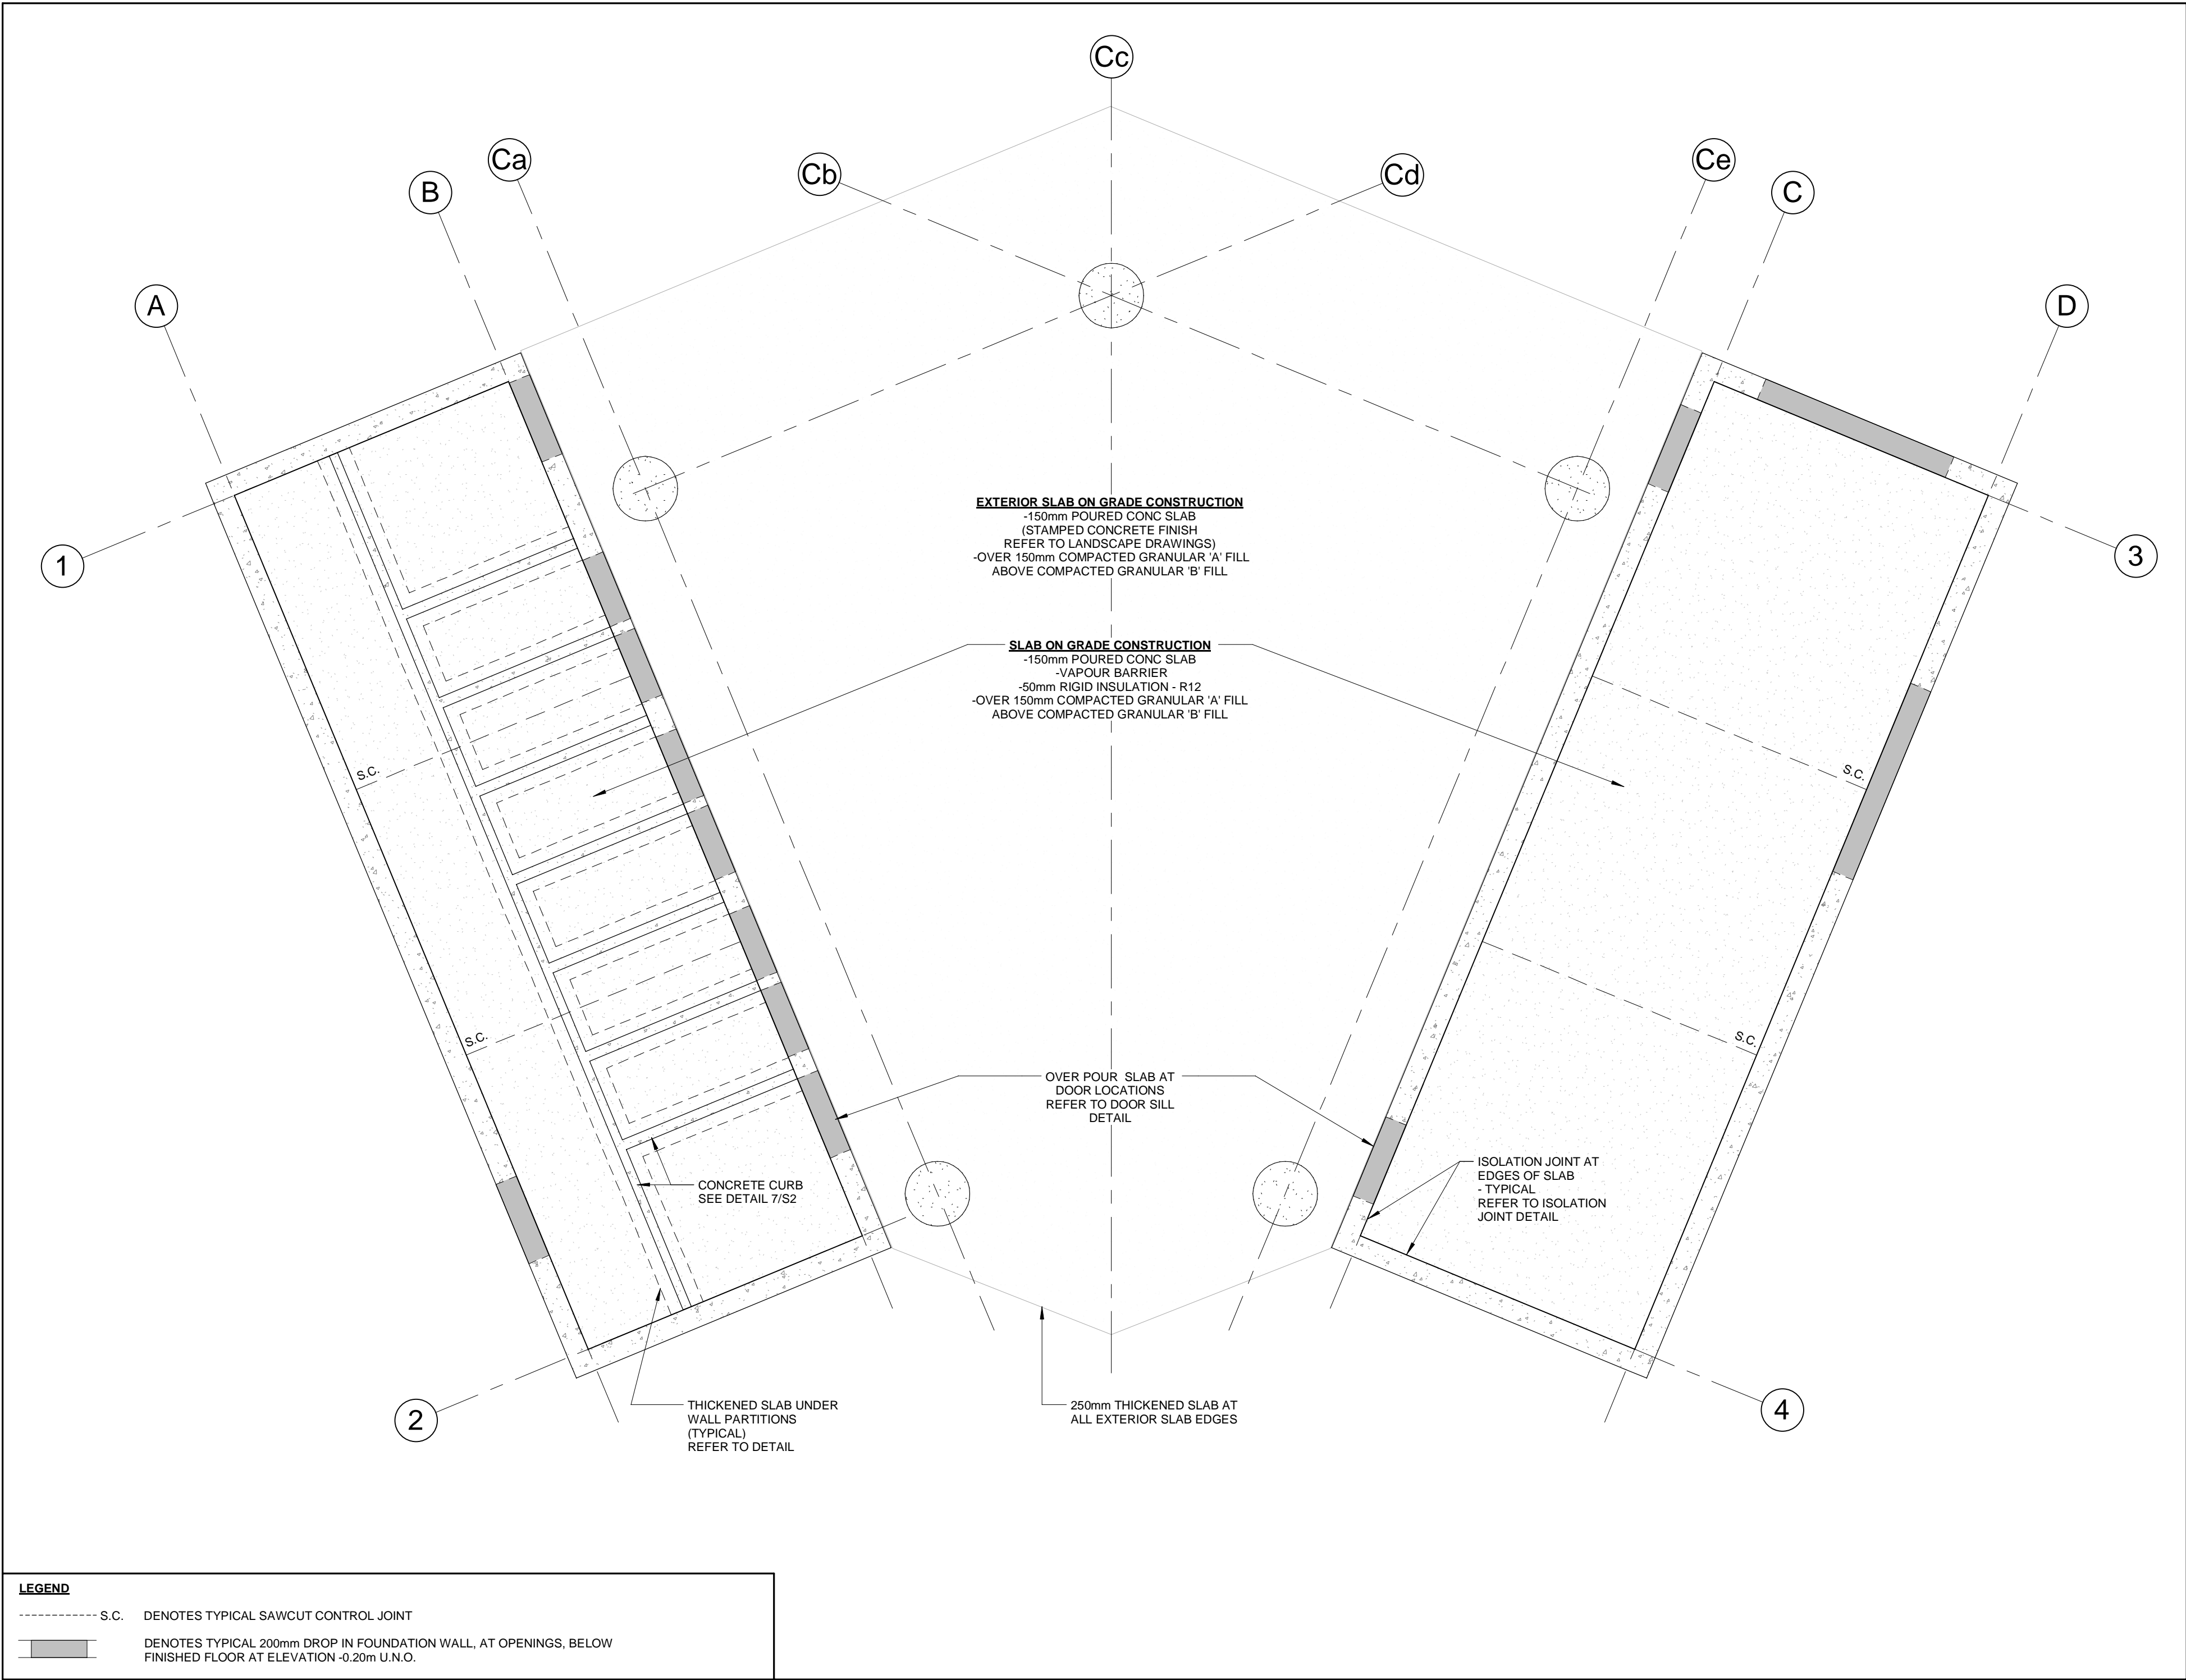 Cc
Ca
Ce
Cb
Cd
B
C
A
D
EXTERIOR SLAB ON GRADE CONSTRUCTION
-150mm POURED CONC SLAB
(STAMPED CONCRETE FINISH
REFER TO LANDSCAPE DRAWINGS)
-OVER 150mm COMPACTED GRANULAR 'A' FILL
ABOVE COMPACTED GRANULAR 'B' FILL
1
3
SLAB ON GRADE CONSTRUCTION
-150mm POURED CONC SLAB
-VAPOUR BARRIER
-50mm RIGID INSULATION - R12
-OVER 150mm COMPACTED GRANULAR 'A' FILL
ABOVE COMPACTED GRANULAR 'B' FILL
S.C.
S.C.
S.C.
S.C.
OVER POUR SLAB AT
DOOR LOCATIONS
REFER TO DOOR SILL
DETAIL
CONCRETE CURB
SEE DETAIL 7/S2
ISOLATION JOINT AT
EDGES OF SLAB
- TYPICAL
REFER TO ISOLATION
JOINT DETAIL
2
4
THICKENED SLAB UNDER
WALL PARTITIONS
(TYPICAL)
REFER TO DETAIL
250mm THICKENED SLAB AT
ALL EXTERIOR SLAB EDGES
LEGEND
S.C. DENOTES TYPICAL SAWCUT CONTROL JOINT
DENOTES TYPICAL 200mm DROP IN FOUNDATION WALL, AT OPENINGS, BELOW
FINISHED FLOOR AT ELEVATION -0.20m U.N.O.